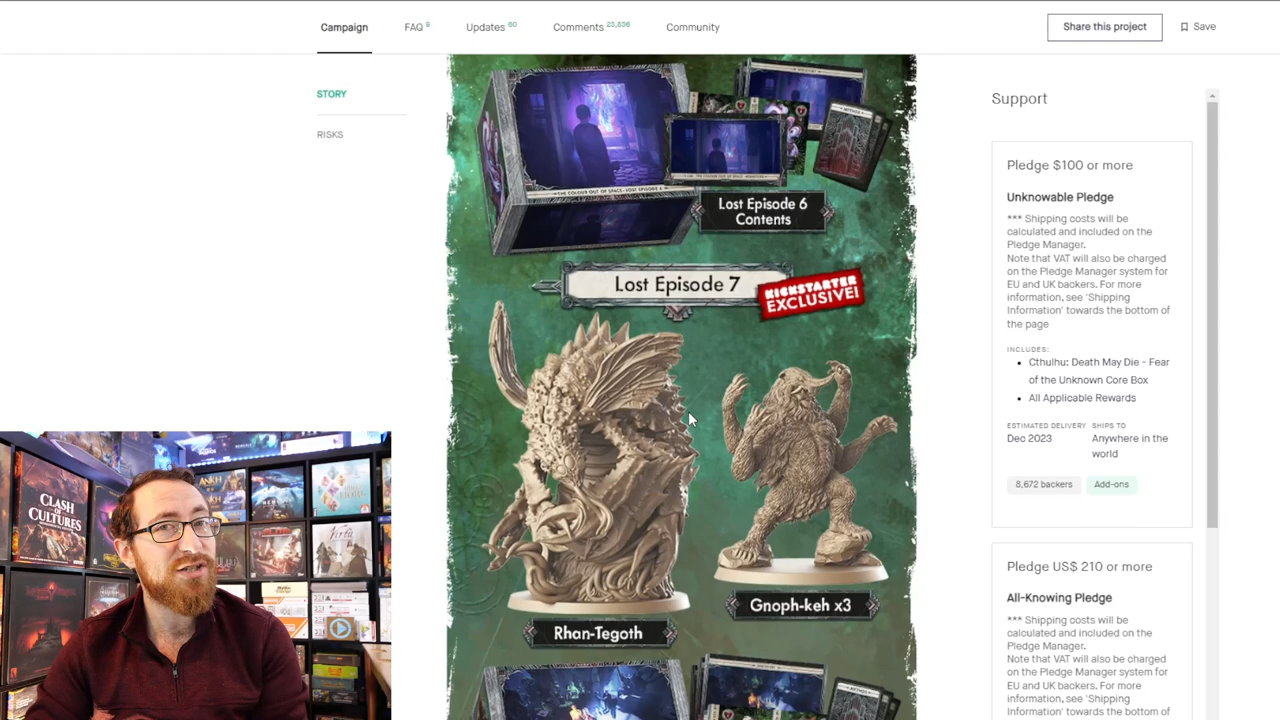 Campaign
FAQ 9
Updates 60
Comments 23,836
Community
Share this project
Save
STORY
RISKS
Lost Episode 6
Contents
Lost Episode 7
KICKSTARTER
EXCLUSIVE!
Rhan-Tegoth
Gnoph-keh x3
Support
Pledge $100 or more
Unknowable Pledge
*** Shipping costs will be
calculated and included on the
Pledge Manager.
Note that VAT will also be charged
on the Pledge Manager system for
EU and UK backers. For more
information, see 'Shipping
Information' towards the bottom of
the page
INCLUDES:
• Cthulhu: Death May Die - Fear
of the Unknown Core Box
• All Applicable Rewards
ESTIMATED DELIVERY
Dec 2023
SHIPS TO
Anywhere in the
world
8,672 backers
Add-ons
Pledge US$ 210 or more
All-Knowing Pledge
*** Shipping costs will be
calculated and included on the
Pledge Manager.
Note that VAT will also be charged
on the Pledge Manager system for
EU and UK backers. For more
information, see 'Shipping
Information' towards the bottom of
CLASH
OF
CULTURES
ANKH